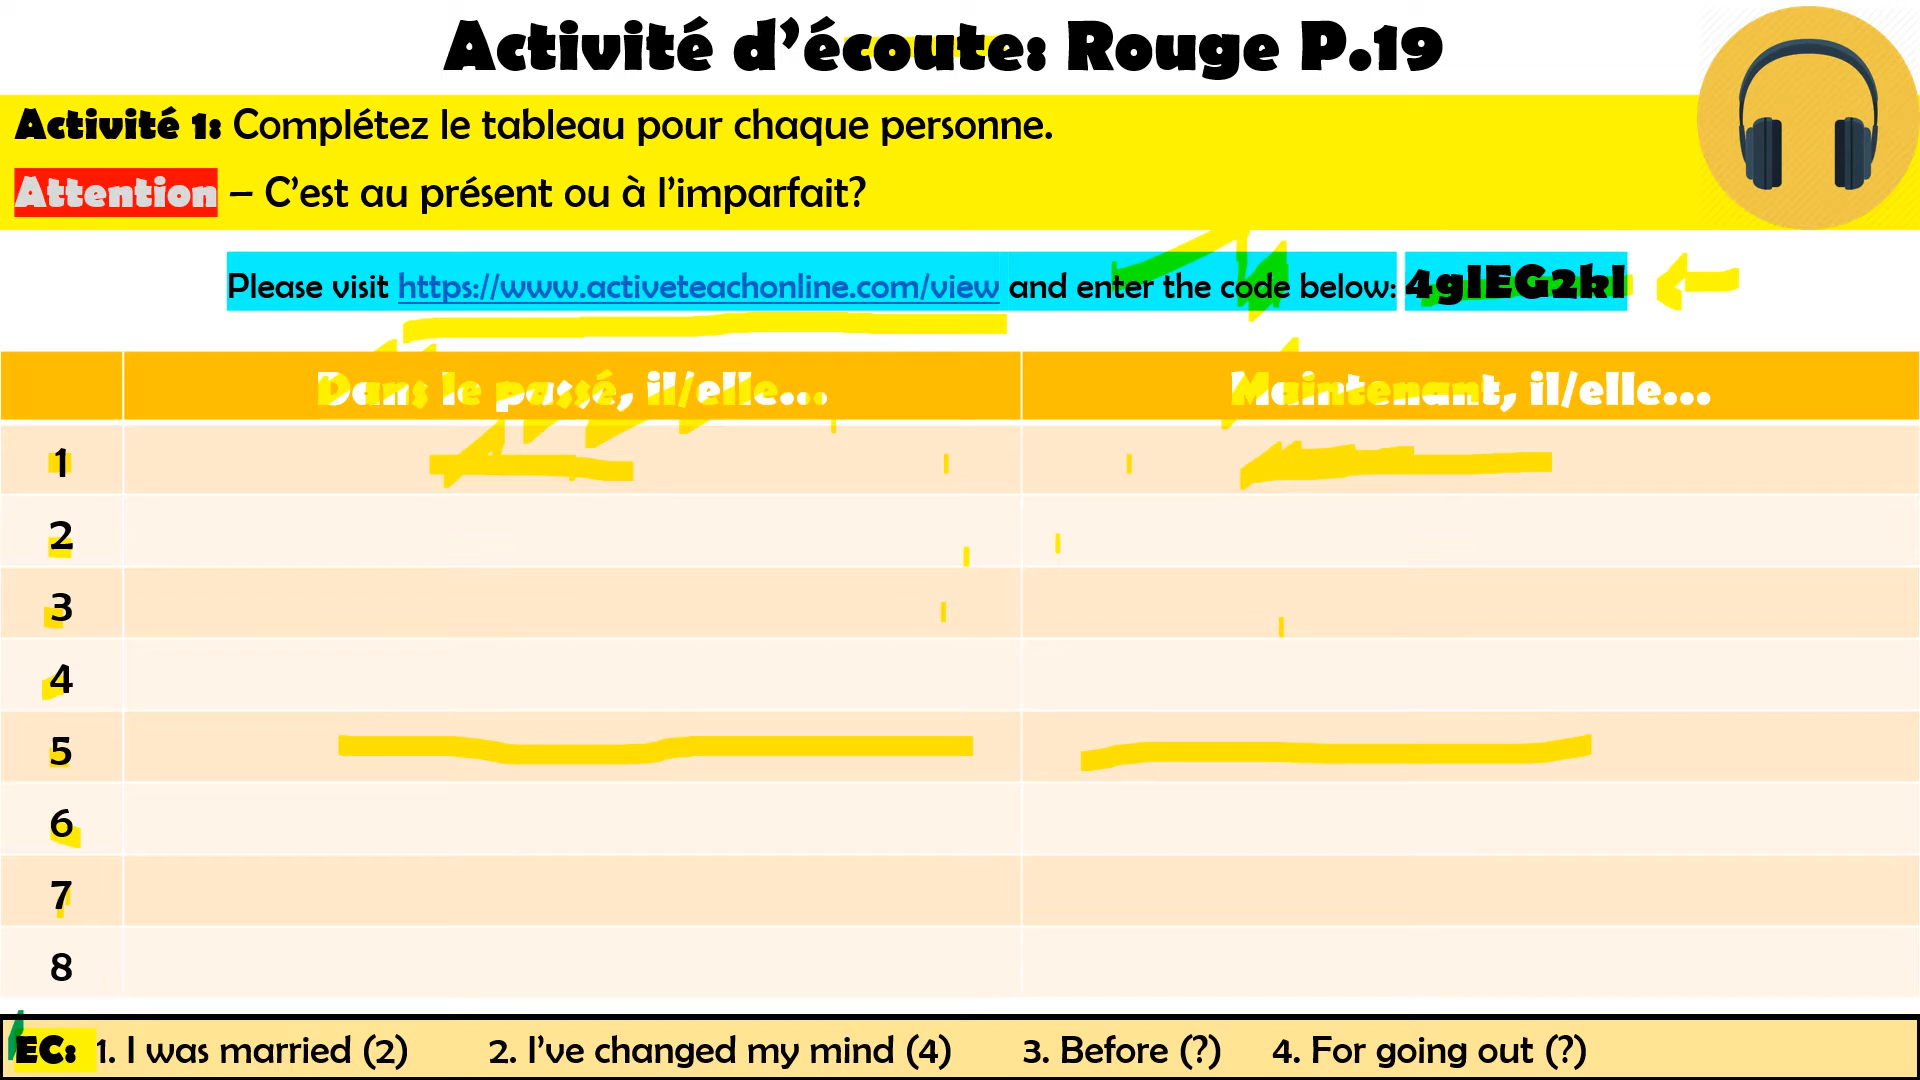 Activité d'écoute: Rouge P.19
Activité 1: Complétez le tableau pour chaque personne.
Attention – C'est au présent ou à l'imparfait?
Please visit https://www.activeteachonline.com/view and enter the code below: 4glEG2kl
Dans le passé, il/elle... Maintenant, il/elle...
1
2
3
4
5
6
7
8
EC: 1. I was married (2) 2. I've changed my mind (4) 3. Before (?) 4. For going out (?)